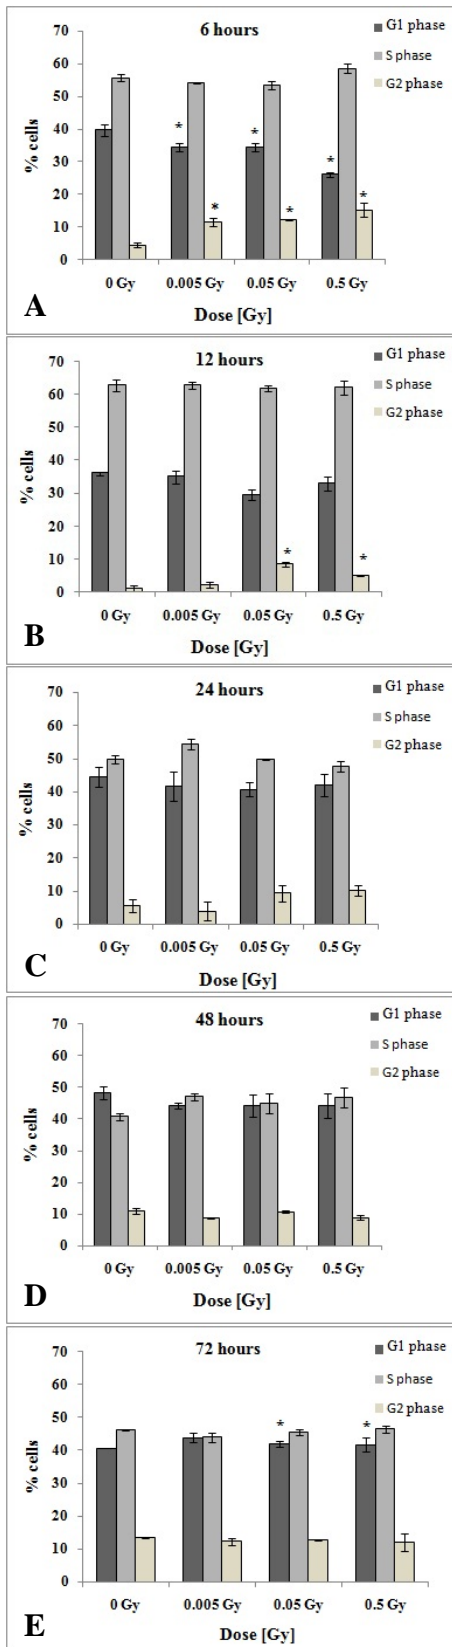 6 hours
G1 phase
S phase
G2 phase
% cells
70
60
50
40
30
20
10
0
* * * * * *
0 Gy 0.005 Gy 0.05 Gy 0.5 Gy
Dose [Gy]
A
12 hours
G1 phase
S phase
G2 phase
% cells
70
60
50
40
30
20
10
0
* *
0 Gy 0.005 Gy 0.05 Gy 0.5 Gy
Dose [Gy]
B
24 hours
G1 phase
S phase
G2 phase
% cells
70
60
50
40
30
20
10
0
0 Gy 0.005 Gy 0.05 Gy 0.5 Gy
Dose [Gy]
C
48 hours
G1 phase
S phase
G2 phase
% cells
70
60
50
40
30
20
10
0
0 Gy 0.005 Gy 0.05 Gy 0.5 Gy
Dose [Gy]
D
72 hours
G1 phase
S phase
G2 phase
% cells
70
60
50
40
30
20
10
0
* *
0 Gy 0.005 Gy 0.05 Gy 0.5 Gy
Dose [Gy]
E